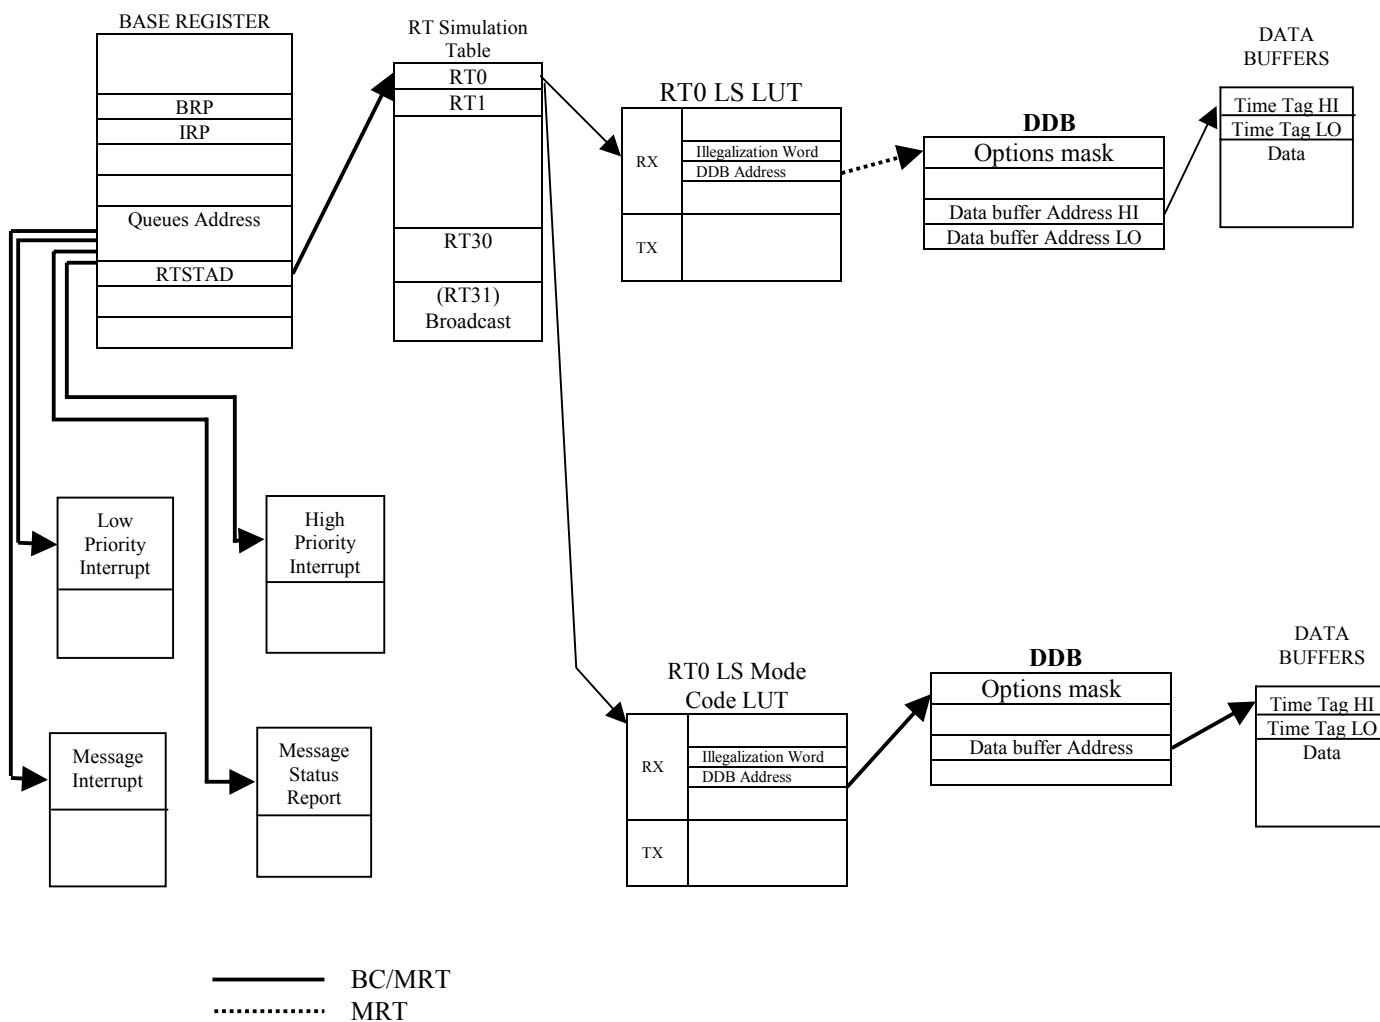 BASE REGISTER
BRP
IRP
Queues Address
RTSTAD
RT Simulation
Table
RT0
RT1
RT30
(RT31)
Broadcast
RT0 LS LUT
RX
Illegalization Word
DDB Address
TX
DDB
Options mask
Data buffer Address HI
Data buffer Address LO
DATA
BUFFERS
Time Tag HI
Time Tag LO
Data
Low
Priority
Interrupt
High
Priority
Interrupt
Message
Interrupt
Message
Status
Report
RT0 LS Mode
Code LUT
RX
Illegalization Word
DDB Address
TX
DDB
Options mask
Data buffer Address
DATA
BUFFERS
Time Tag HI
Time Tag LO
Data
BC/MRT
MRT